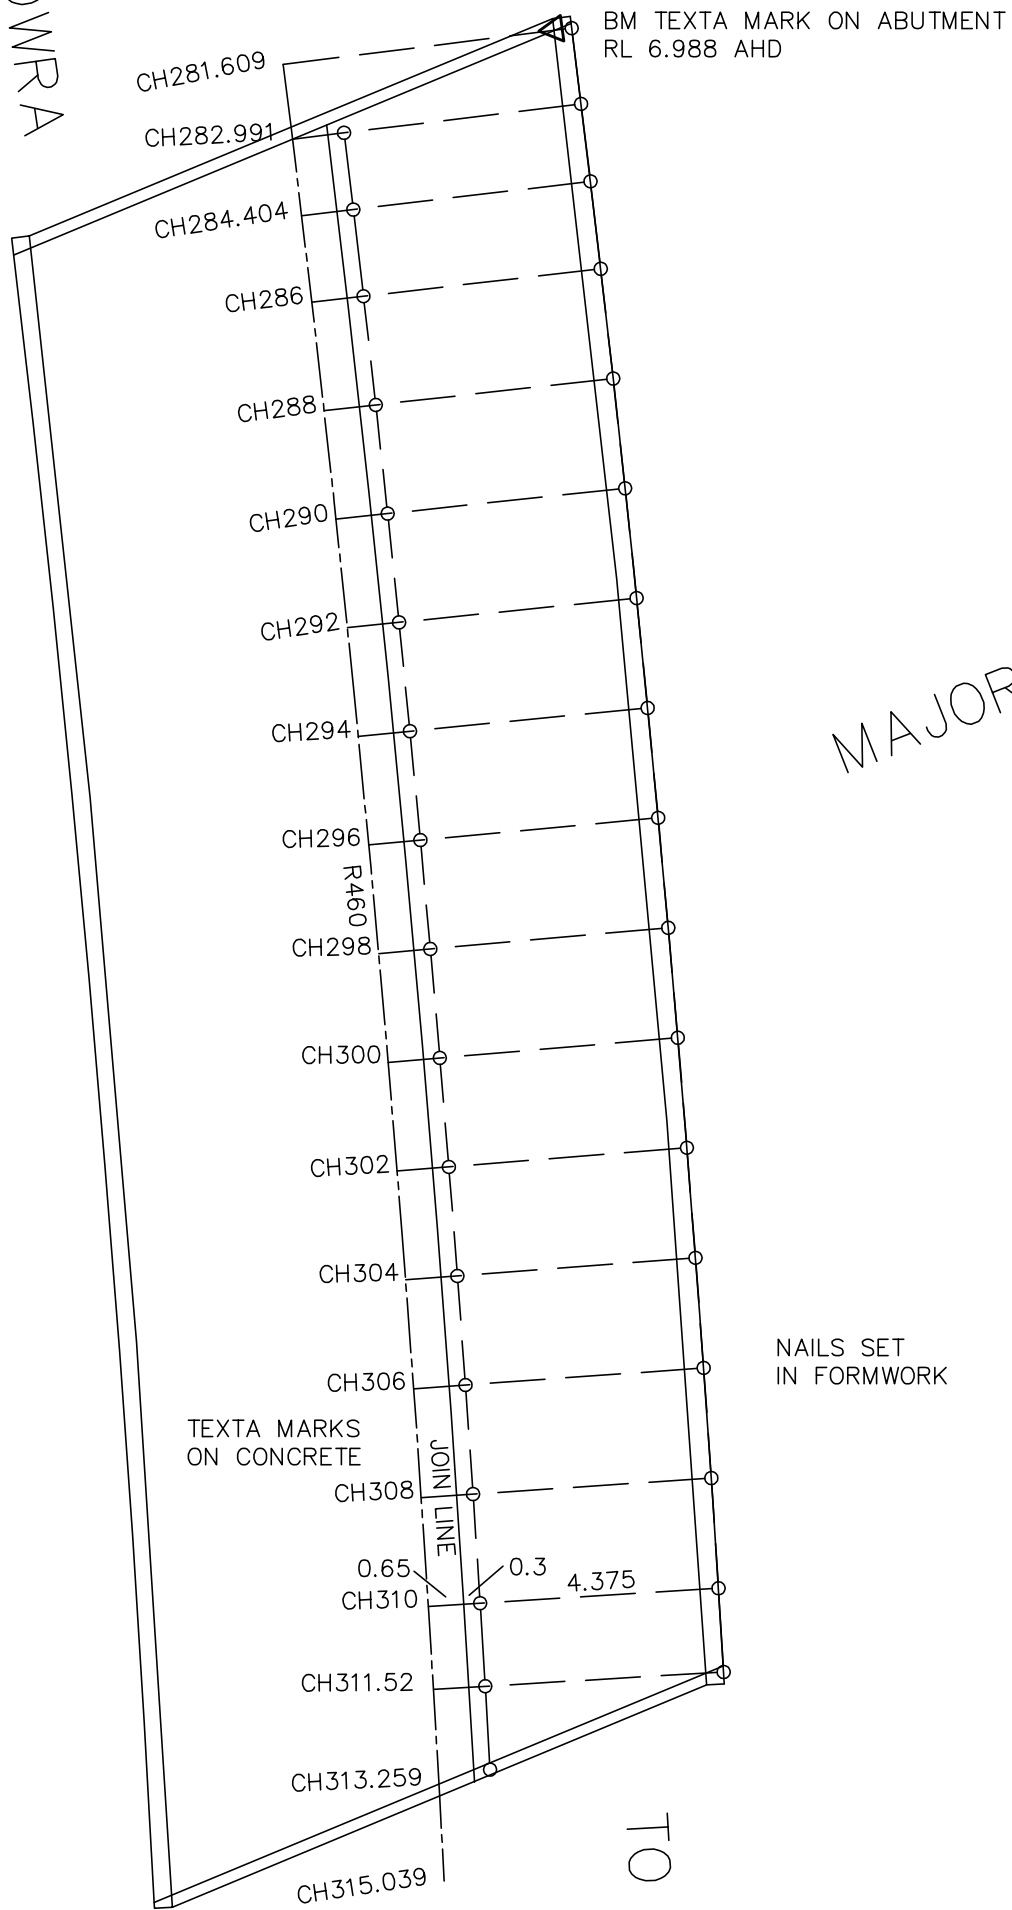 BM TEXTA MARK ON ABUTMENT
RL 6.988 AHD
CH281.609
CH282.991
CH284.404
CH286
CH288
CH290
CH292
CH294
MAJOR
CH296
R460
CH298
CH300
CH302
CH304
NAILS SET
IN FORMWORK
CH306
TEXTA MARKS
ON CONCRETE
JOIN LINE
CH308
0.65
0.3
4.375
CH310
CH311.52
CH313.259
TO
CH315.039